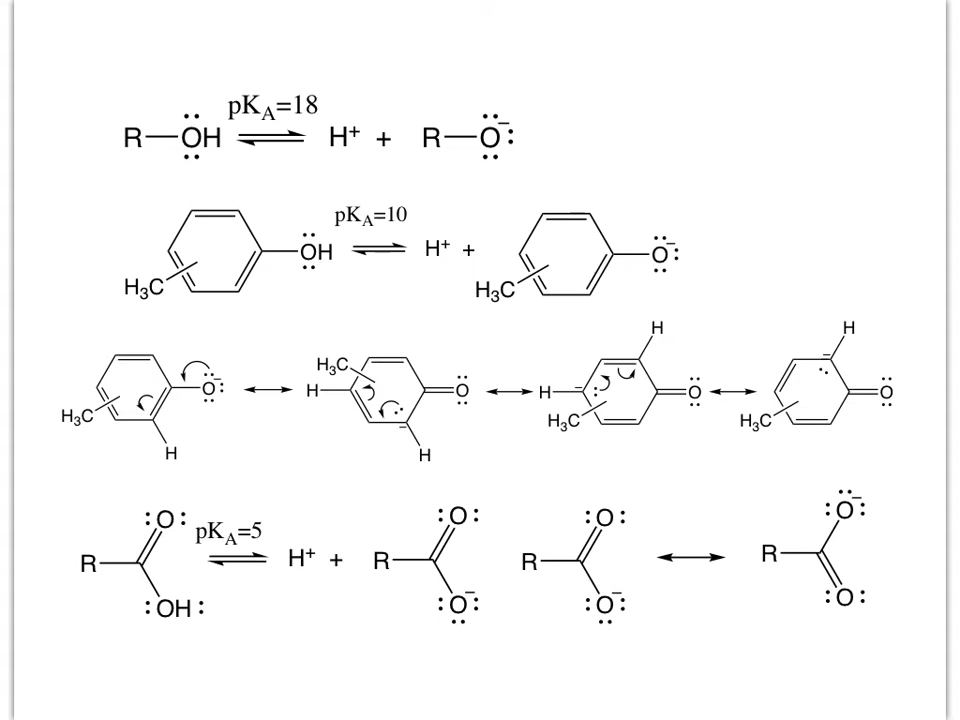 pKA=18
R OH H+ + R O−
pKA=10
H3C OH H+ + H3C O−
H3C O− H H3C H O H H H3C H O H3C H O
R O OH pKA=5 H+ + R O O− R O O− R O− O